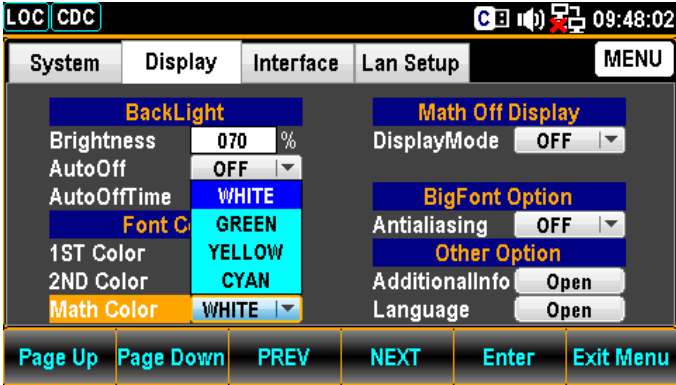 LOC CDC C 09:48:02
System Display Interface Lan Setup MENU
BackLight Math Off Display
Brightness 070 % DisplayMode OFF
AutoOff OFF
AutoOffTime WHITE BigFont Option
Font C GREEN Antialiasing OFF
1ST Color YELLOW Other Option
2ND Color CYAN AdditionalInfo Open
Math Color WHITE Language Open
Page Up Page Down PREV NEXT Enter Exit Menu